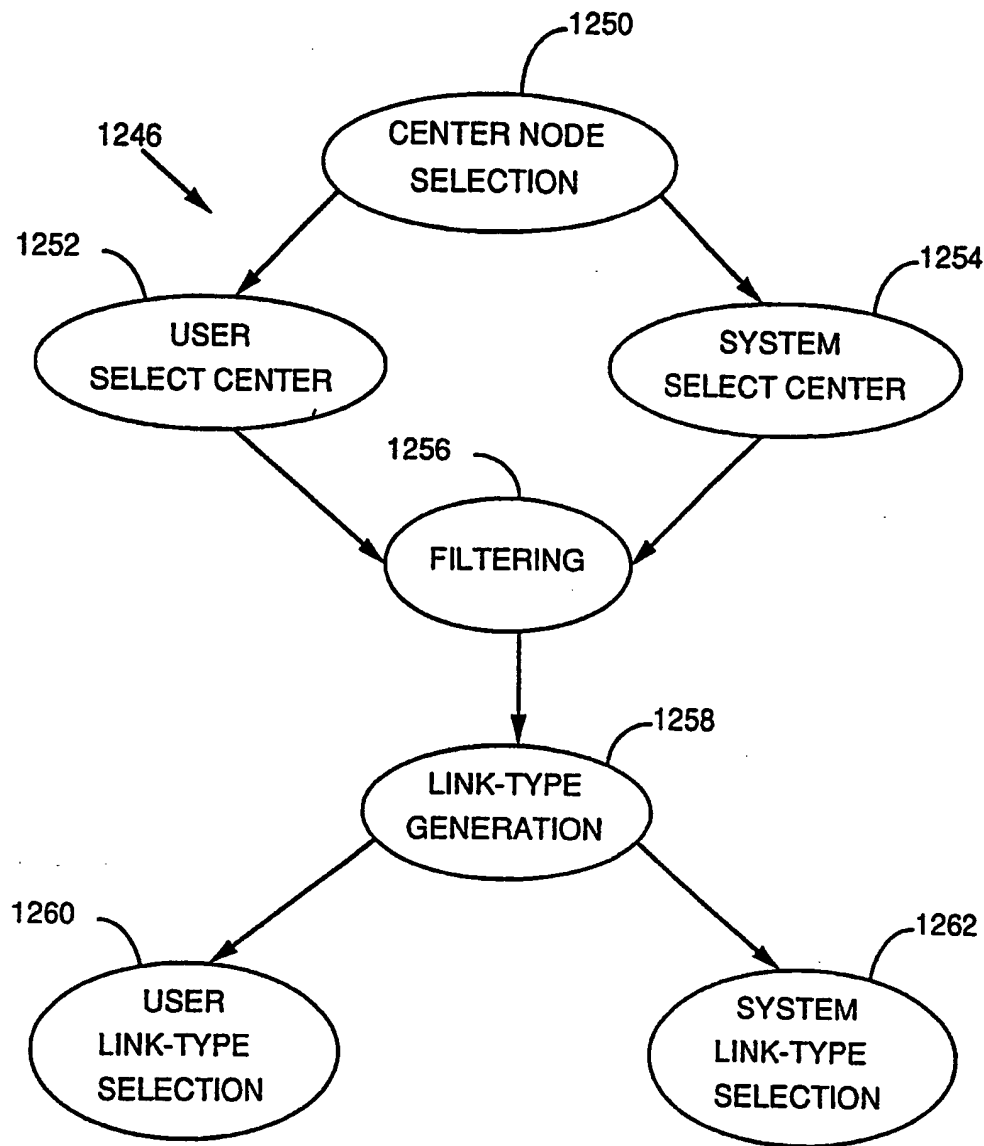 1250
CENTER NODE
SELECTION
1246
1252
1254
USER
SELECT CENTER
SYSTEM
SELECT CENTER
1256
FILTERING
1258
LINK-TYPE
GENERATION
1260
1262
USER
LINK-TYPE
SELECTION
SYSTEM
LINK-TYPE
SELECTION